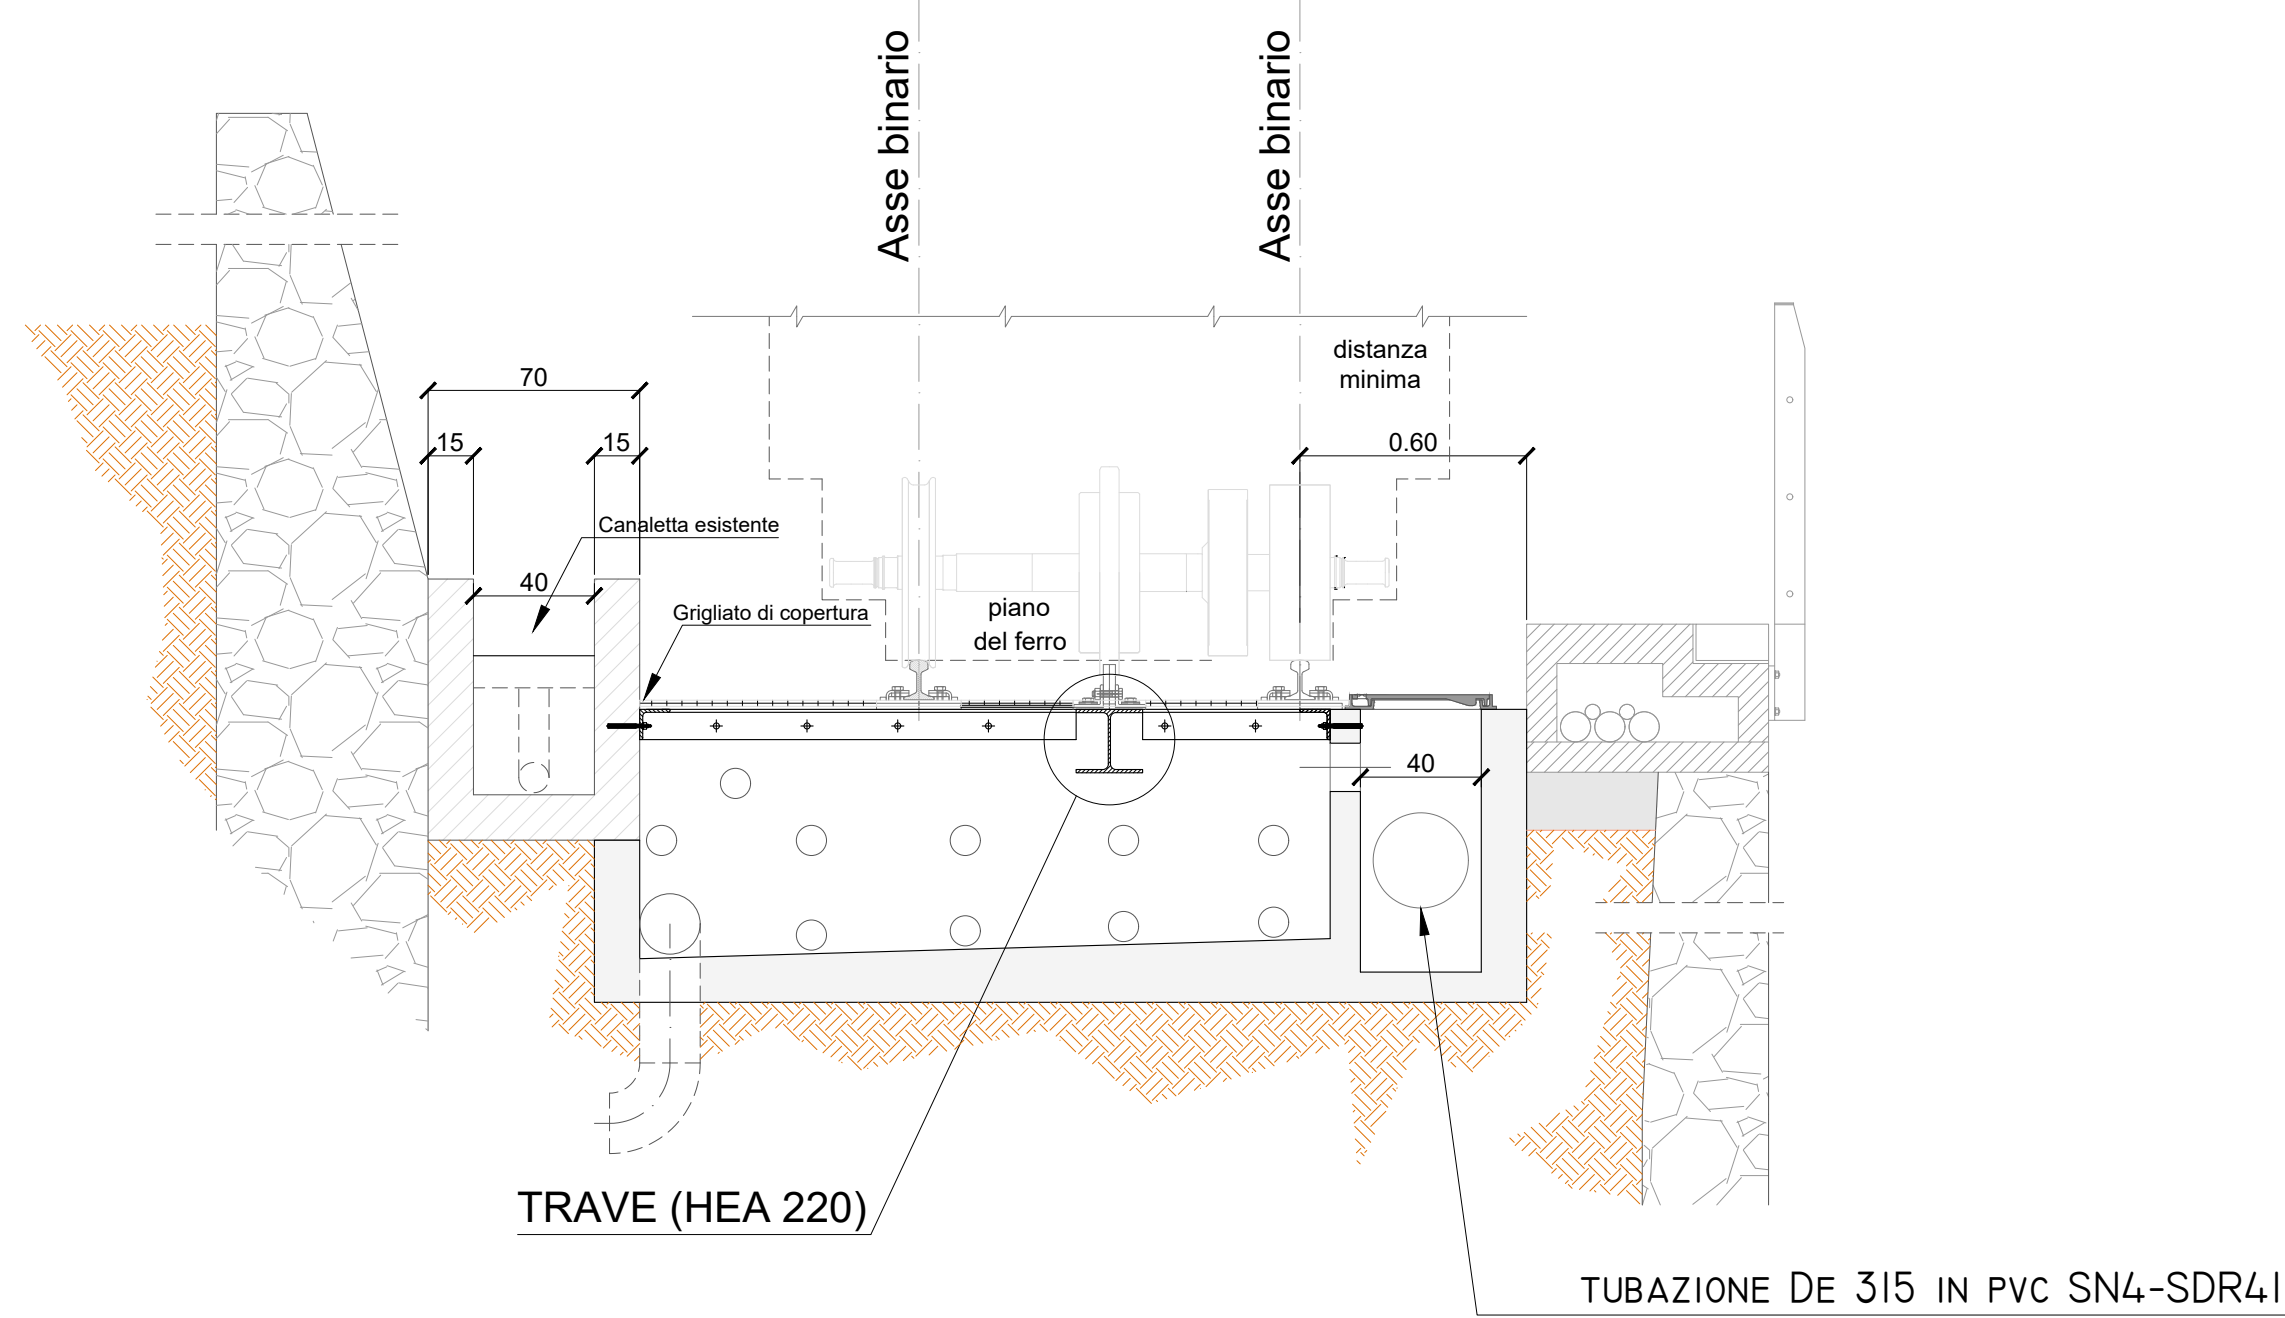 Asse binario
Asse binario
distanza
minima
70
15
15
0.60
Canaletta esistente
40
Grigliato di copertura
piano
del ferro
40
TRAVE (HEA 220)
TUBAZIONE DE 315 IN PVC SN4-SDR41